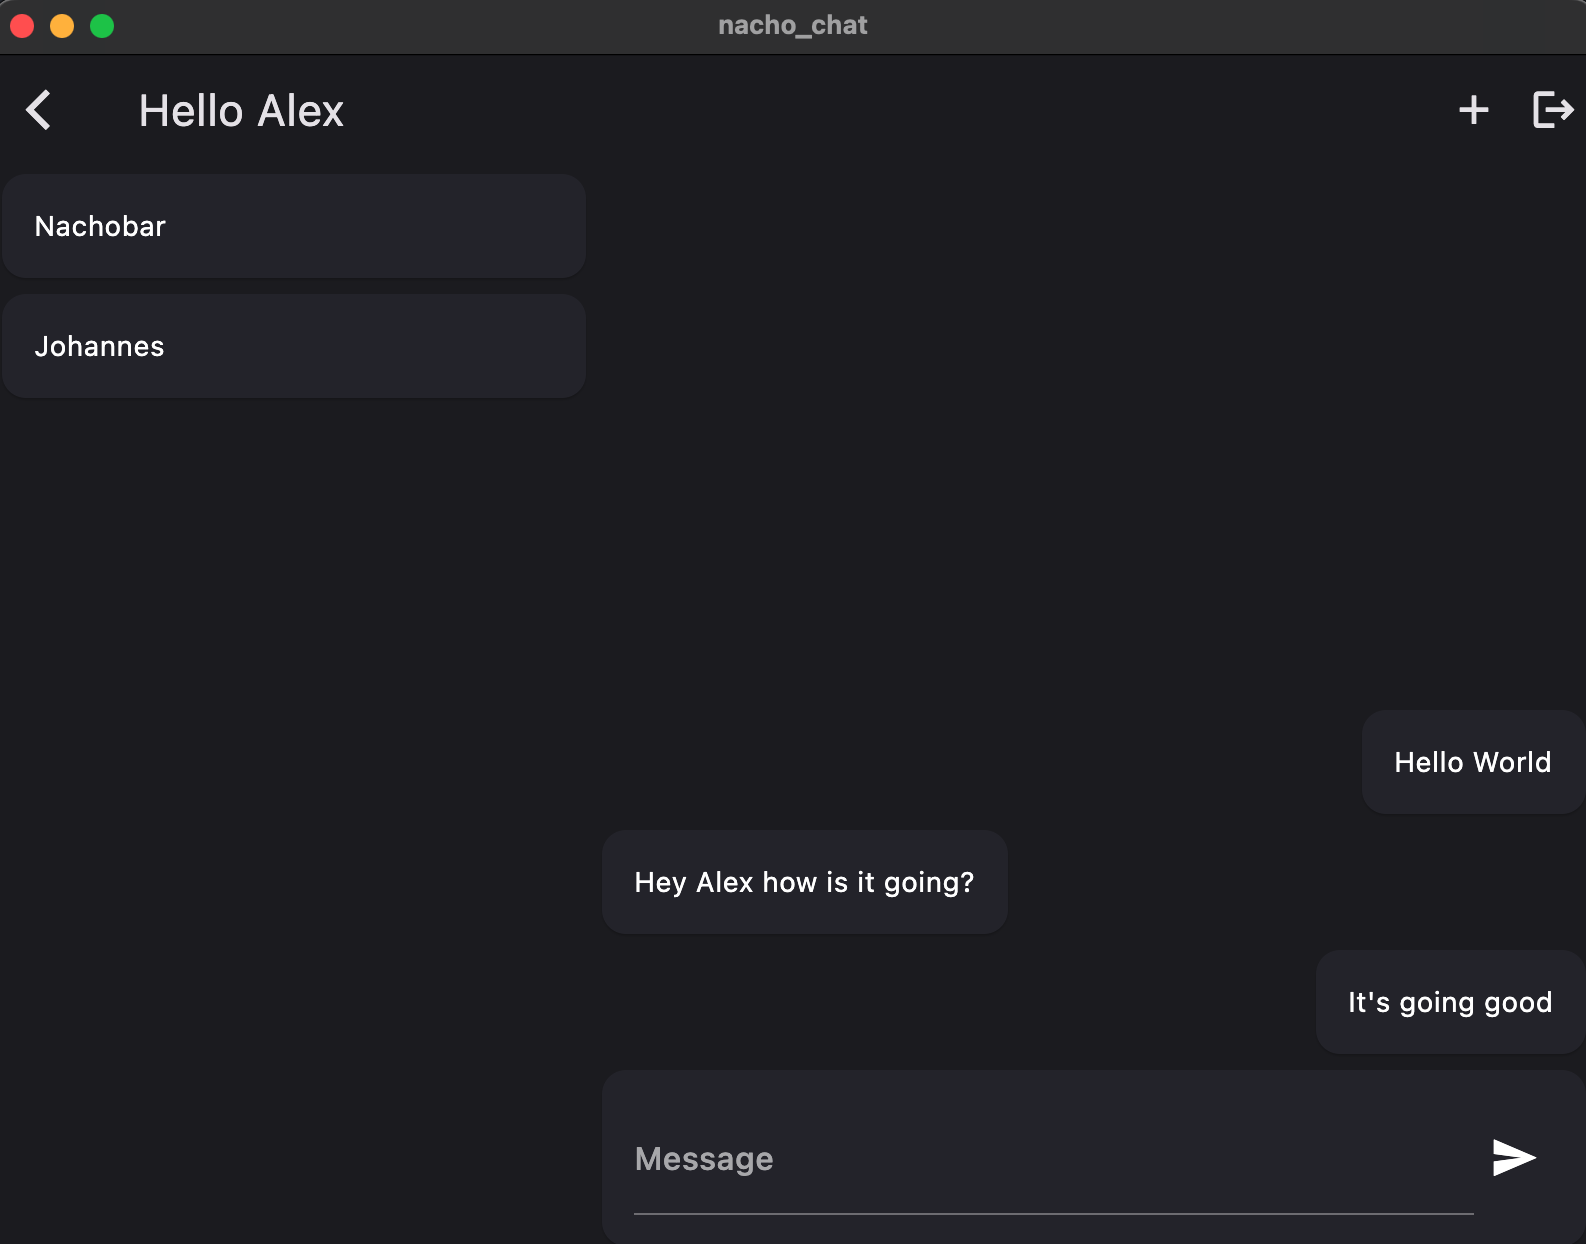 nacho_chat
Hello Alex
Nachobar
Johannes
Hello World
Hey Alex how is it going?
It's going good
Message